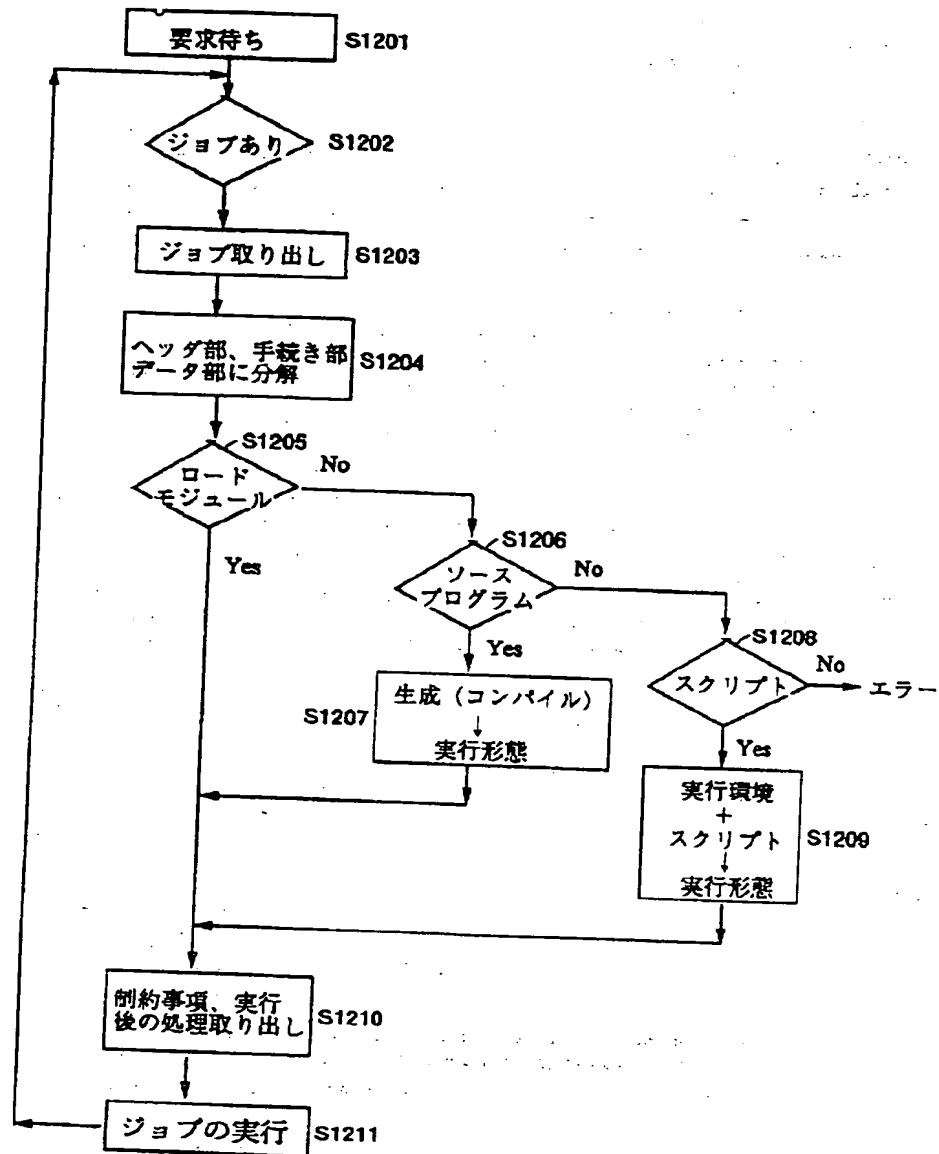 要求待ち
S1201
ジョブあり
S1202
ジョブ取り出し
S1203
ヘッダ部、手続き部
データ部に分解
S1204
S1205
ロード
モジュール
No
Yes
S1206
ソース
プログラム
No
Yes
S1207
生成（コンパイル）
↓
実行形態
S1208
スクリプト
No
エラー
Yes
実行環境
+
スクリプト
↓
実行形態
S1209
制約事項、実行
後の処理取り出し
S1210
ジョブの実行
S1211